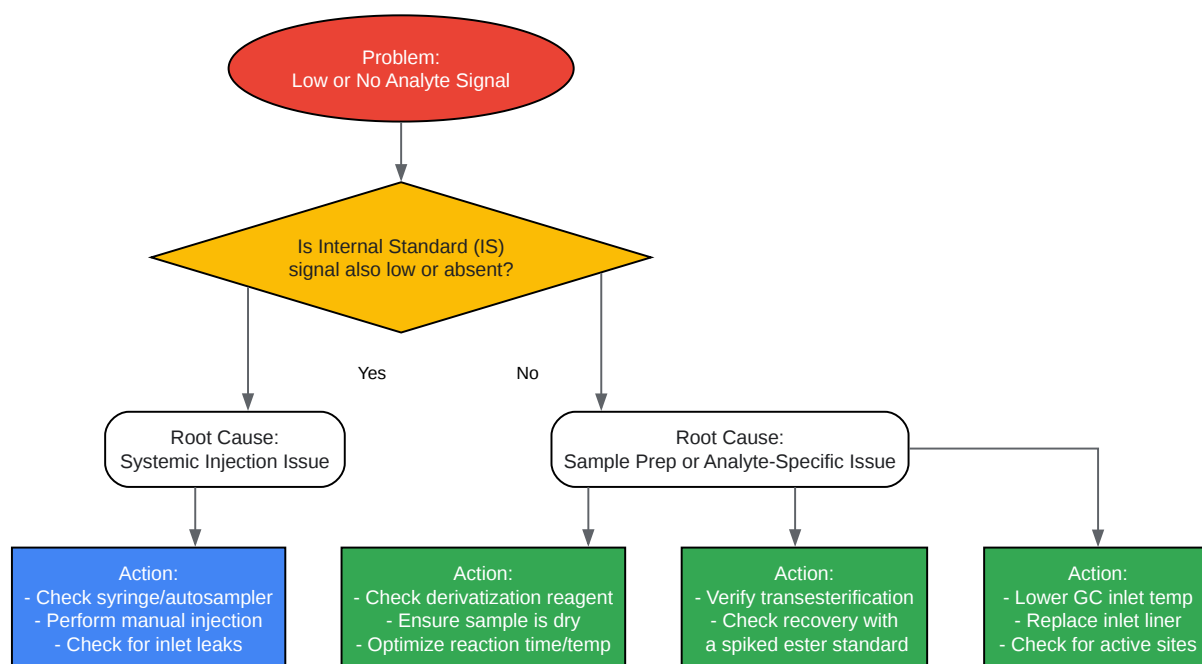 Problem:
Low or No Analyte Signal
Is Internal Standard (IS)
signal also low or absent?
Yes
No
Root Cause:
Systemic Injection Issue
Root Cause:
Sample Prep or Analyte-Specific Issue
Action:
- Check syringe/autosampler
- Perform manual injection
- Check for inlet leaks
Action:
- Check derivatization reagent
- Ensure sample is dry
- Optimize reaction time/temp
Action:
- Verify transesterification
- Check recovery with
a spiked ester standard
Action:
- Lower GC inlet temp
- Replace inlet liner
- Check for active sites